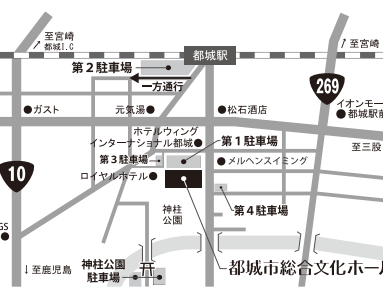 至宮崎
都城I.C
都城駅
至宮崎
第２駐車場
一方通行
269
イオンモー
都城駅前
ガスト
元気湯
松石酒店
ホテルウィング
インターナショナル都城
第１駐車場
至三股
第３駐車場
メルヘンスイミング
10
ロイヤルホテル
神柱
公園
第４駐車場
GS
↓至鹿児島
神柱公園
駐車場
都城市総合文化ホー